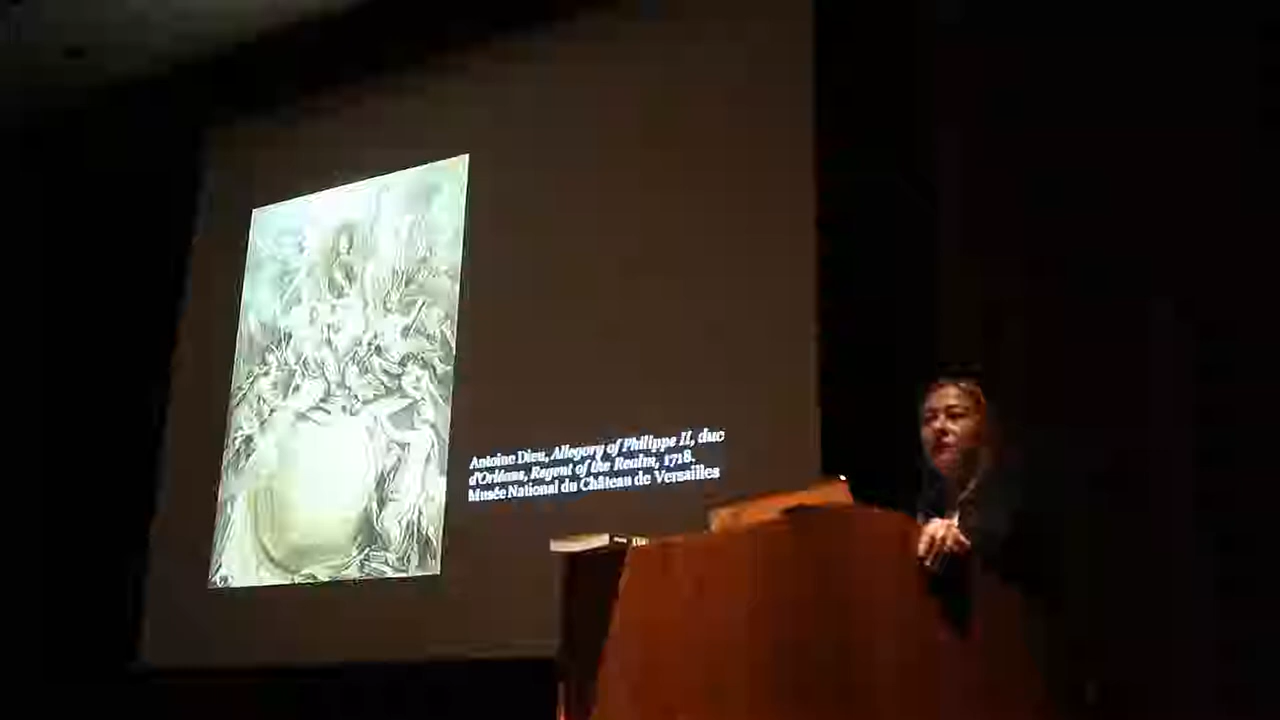 Antoine Dieu, Allegory of Philippe II, duc
d'Orléans, Regent of the Realm, 1718.
Musée National du Château de Versailles